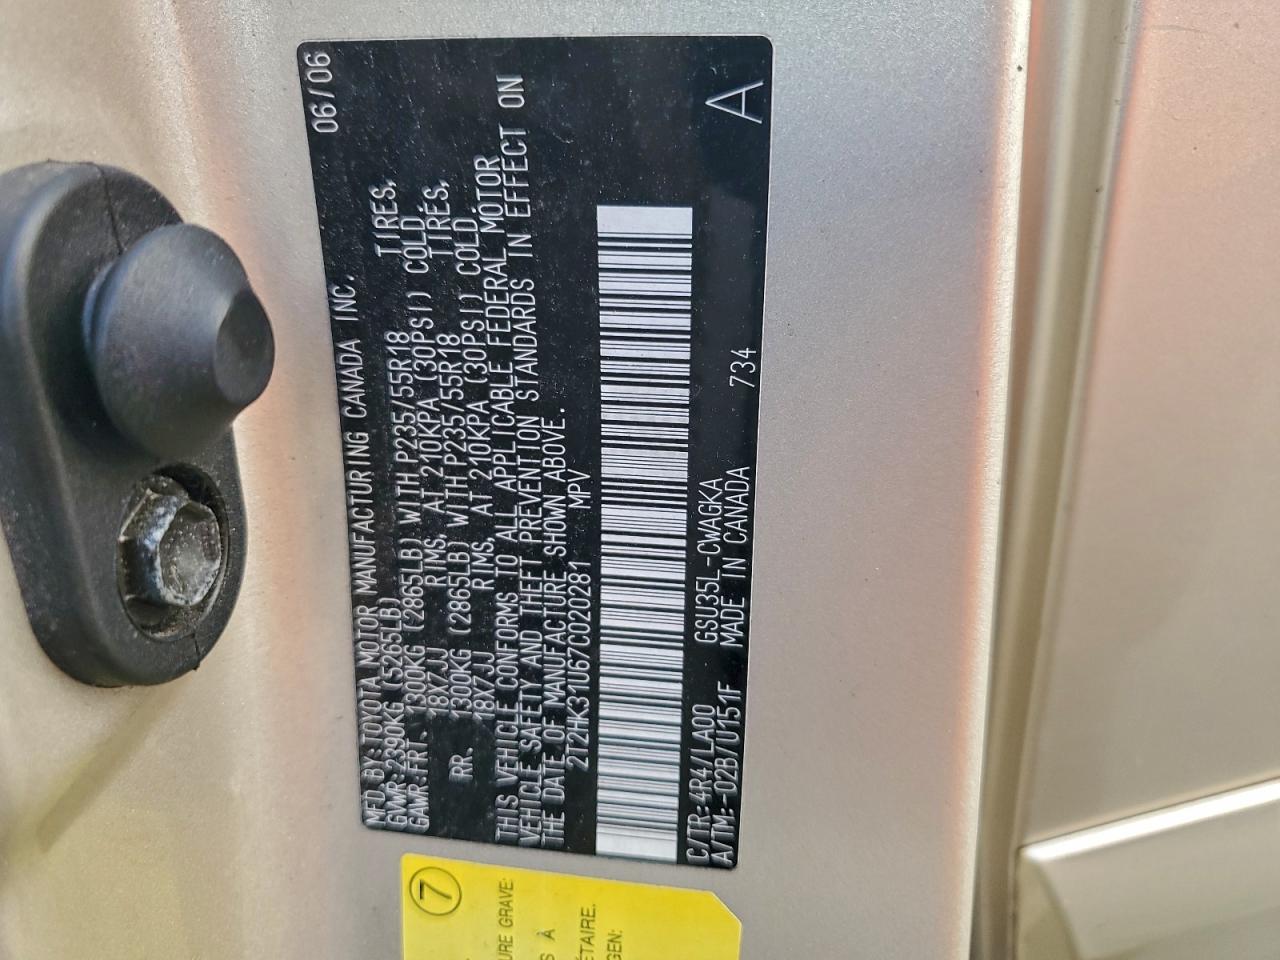 MFD.BY:TOYOTA MOTOR MANUFACTURING CANADA INC. 06/06
GVWR:2390KG (5265LB)
GAWR:FRT. 1300KG (2865LB) WITH P235/55R18 TIRES,
18X7JJ RIMS, AT 210KPA (30PSI) COLD.
RR. 1300KG (2865LB) WITH P235/55R18 TIRES,
18X7JJ RIMS, AT 210KPA (30PSI) COLD.
THIS VEHICLE CONFORMS TO ALL APPLICABLE FEDERAL MOTOR
VEHICLE SAFETY AND THEFT PREVENTION STANDARDS IN EFFECT ON
THE DATE OF MANUFACTURE SHOWN ABOVE.
2T2HK31U67C020281 MPV
C/TR:4R4/LA00 GSU35L-CWAGKA
A/TM:-02B/U151F MADE IN CANADA 734 A
7
URE GRAVE:
S À
ÉTAIRE.
GEN: